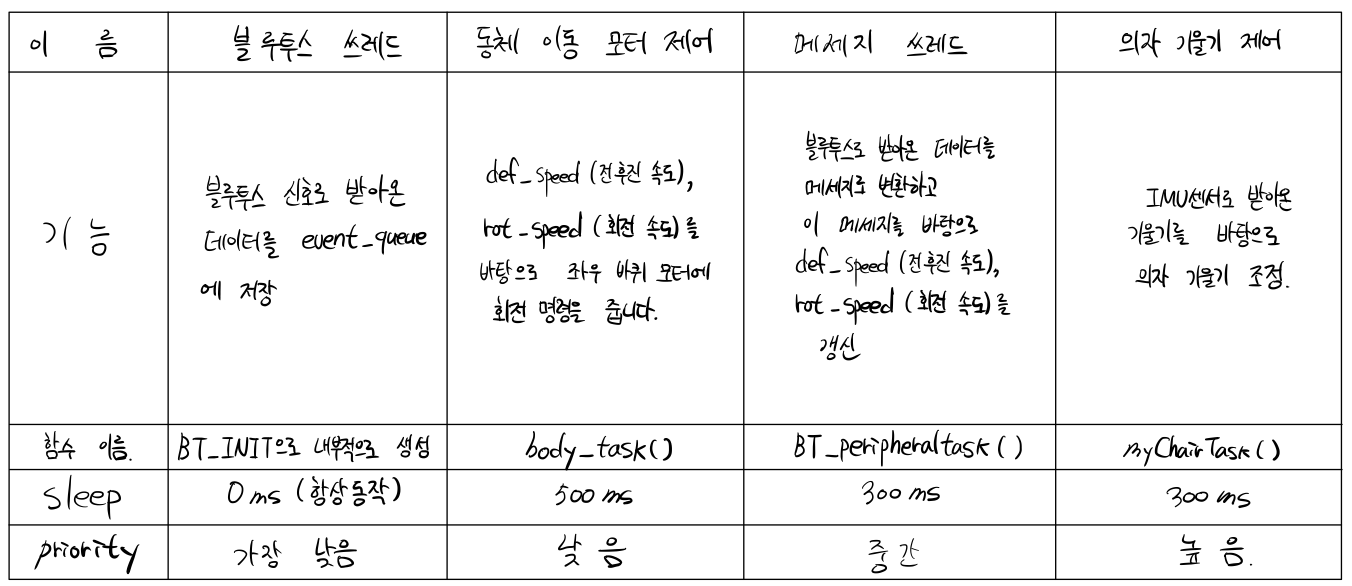 이 름 블루투스 쓰레드 동체 이동 모터 제어 메세지 쓰레드 의자 기울기 제어
기능
블루투스 신호로 받아온
데이터를 event_queue
에 저장
def_speed (전후진 속도),
rot_speed (회전 속도)를
바탕으로 좌우 바퀴 모터에
회전 명령을 줍니다.
블루투스로 받아온 데이터를
메세지로 변환하고
이 메세지를 바탕으로
def_speed (전후진 속도),
rot_speed (회전 속도)를
갱신
IMU센서로 받아온
기울기를 바탕으로
의자 기울기 조정.
함수 이름. BT_INIT으로 내부적으로 생성 body_task() BT_peripheraltask() myChairTask()
sleep 0ms (항상 동작) 500ms 300ms 300ms
priority 가장 낮음 낮음 중간 높음.